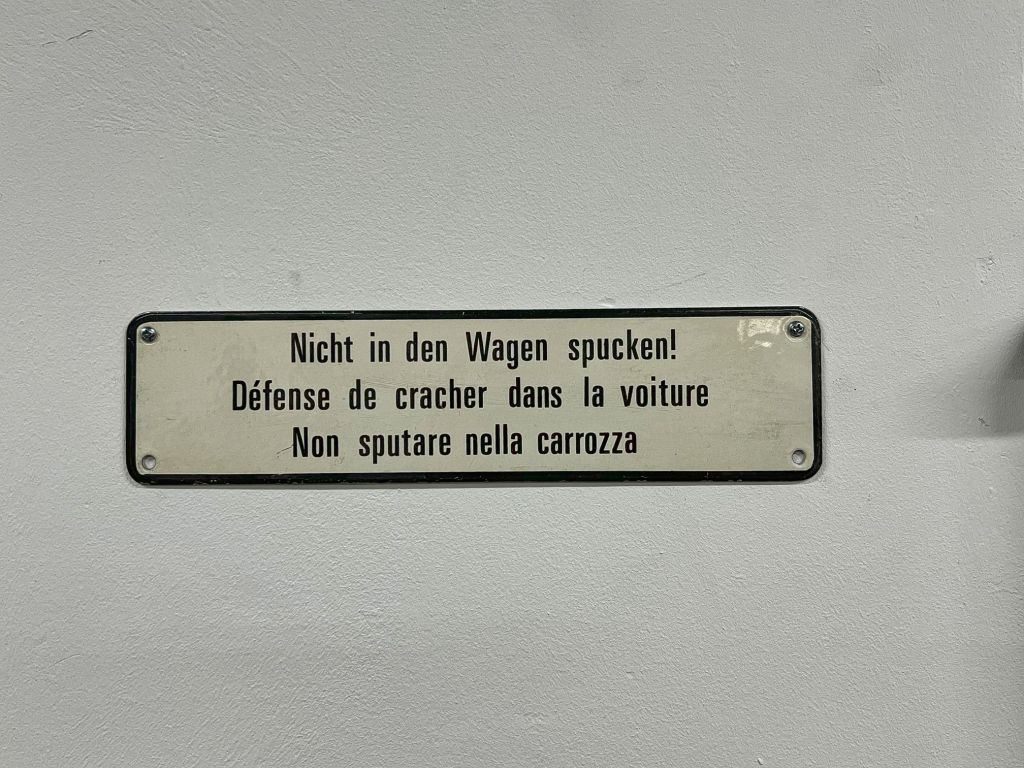 Nicht in den Wagen spucken!
Défense de cracher dans la voiture
Non sputare nella carrozza